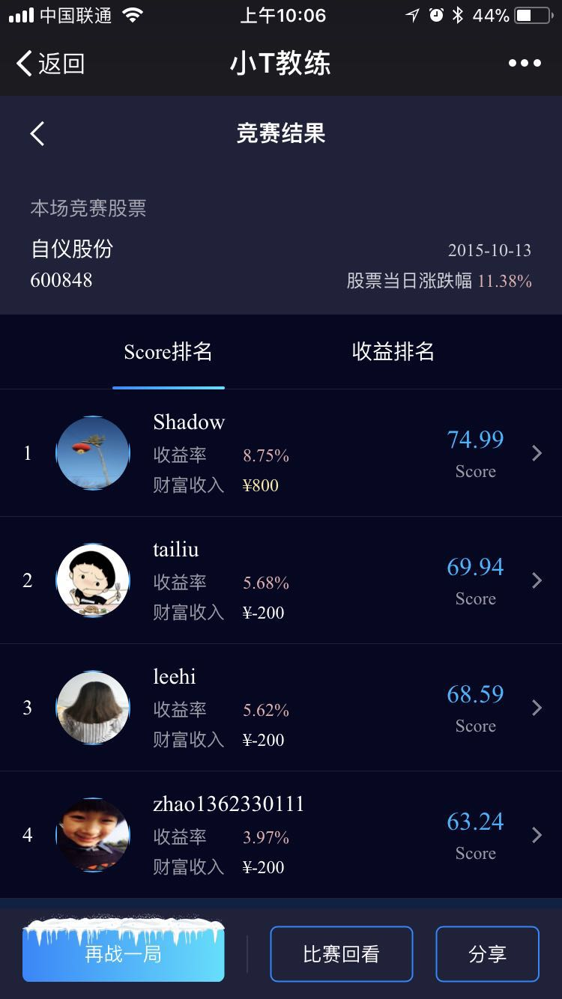 中国联通 上午10:06 44%
返回 小T教练
竞赛结果
本场竞赛股票
自仪股份 2015-10-13
600848 股票当日涨跌幅 11.38%
Score排名 收益排名
1 Shadow
收益率 8.75%
财富收入 ¥800
74.99
Score
2 tailiu
收益率 5.68%
财富收入 ¥-200
69.94
Score
3 leehi
收益率 5.62%
财富收入 ¥-200
68.59
Score
4 zhao1362330111
收益率 3.97%
财富收入 ¥-200
63.24
Score
再战一局 比赛回看 分享